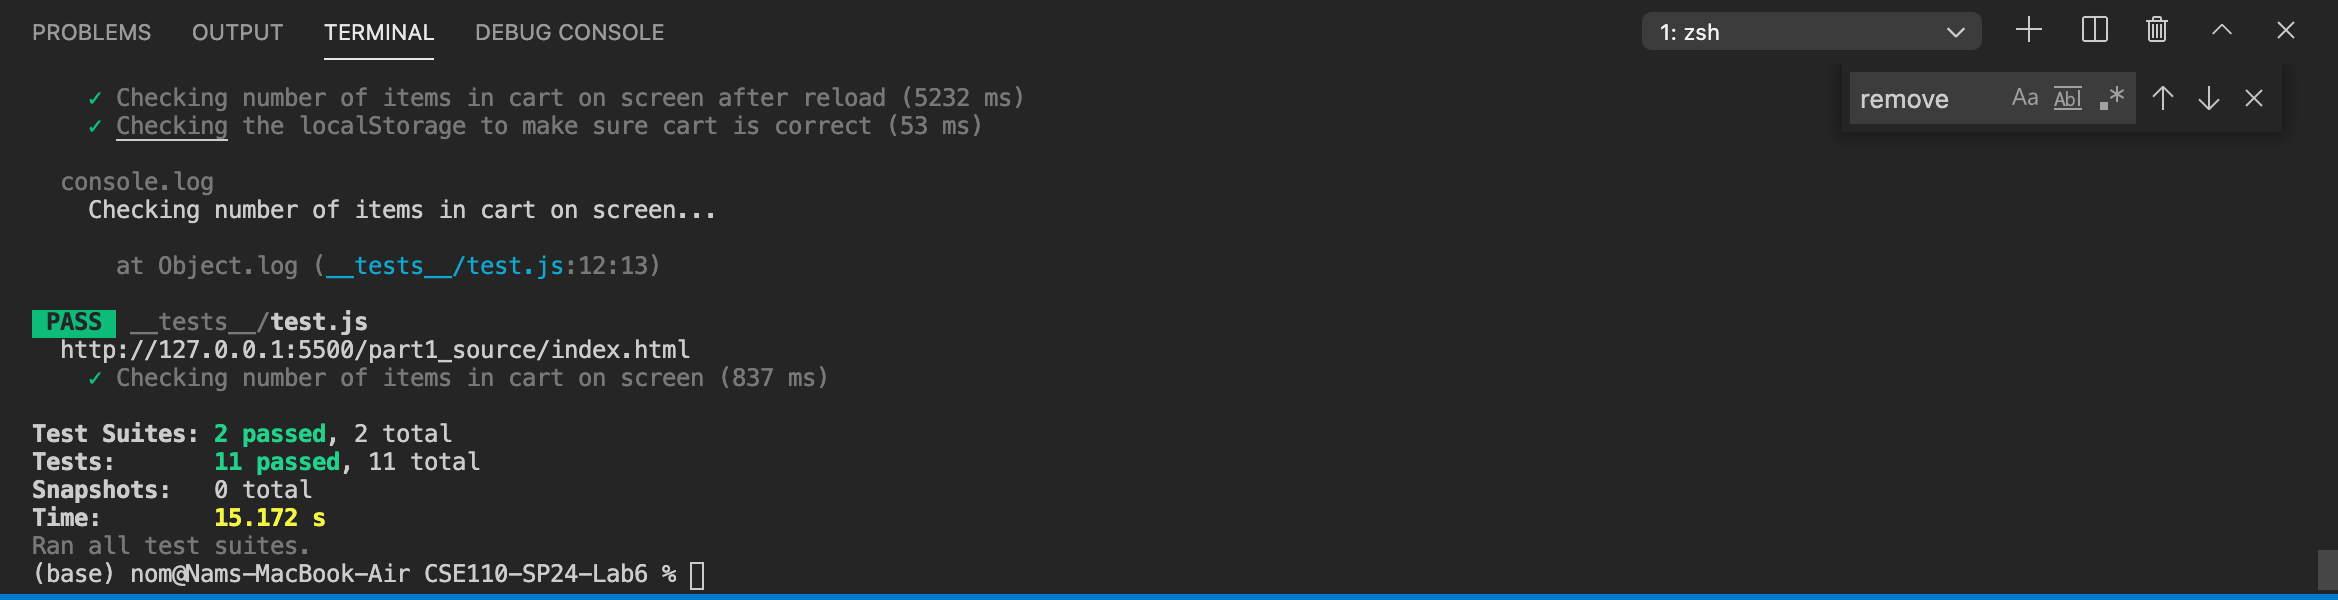 PROBLEMS OUTPUT TERMINAL DEBUG CONSOLE 1: zsh
remove Aa Abl .*
✓ Checking number of items in cart on screen after reload (5232 ms)
✓ Checking the localStorage to make sure cart is correct (53 ms)
console.log
Checking number of items in cart on screen...
at Object.log (__tests__/test.js:12:13)
PASS __tests__/test.js
http://127.0.0.1:5500/part1_source/index.html
✓ Checking number of items in cart on screen (837 ms)
Test Suites: 2 passed, 2 total
Tests: 11 passed, 11 total
Snapshots: 0 total
Time: 15.172 s
Ran all test suites.
(base) nom@Nams-MacBook-Air CSE110-SP24-Lab6 %